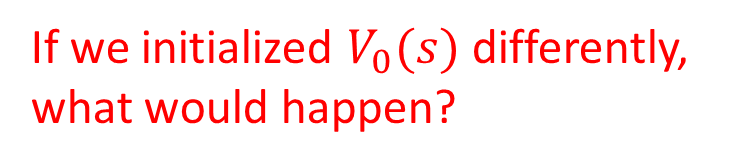 If we initialized 𝑉₀(𝑠) differently,
what would happen?